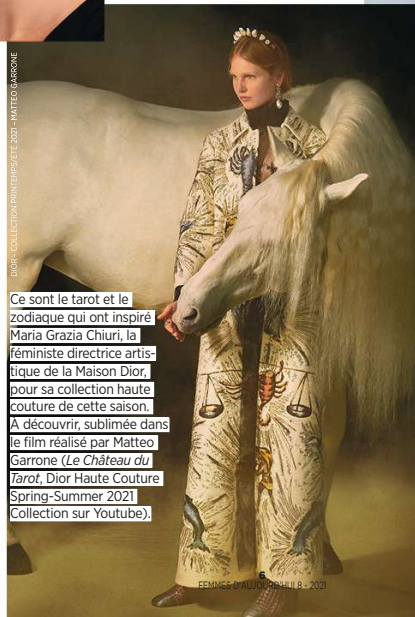 DIOR - COLLECTION PRINTEMPS/ÉTÉ 2021 - MATTEO GARRONE
Ce sont le tarot et le
zodiaque qui ont inspiré
Maria Grazia Chiuri, la
féministe directrice artis-
tique de la Maison Dior,
pour sa collection haute
couture de cette saison.
À découvrir, sublimée dans
le film réalisé par Matteo
Garrone (Le Château du
Tarot, Dior Haute Couture
Spring-Summer 2021
Collection sur Youtube).
6
FEMMES D'AUJOURD'HUI 8 - 2021